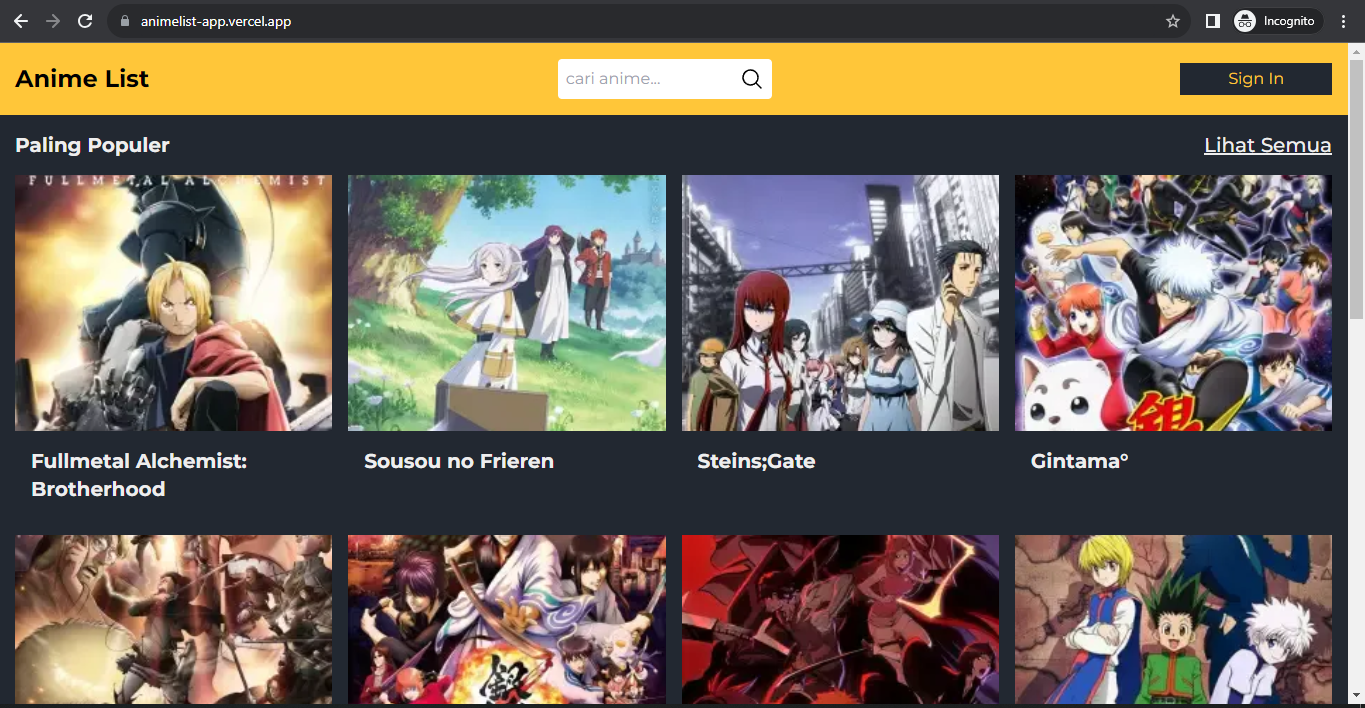 animelist-app.vercel.app
Incognito
Anime List
cari anime...
Sign In
Paling Populer
Lihat Semua
FULLMETAL ALCHEMIST
Fullmetal Alchemist:
Brotherhood
Sousou no Frieren
Steins;Gate
Gintama°
銀